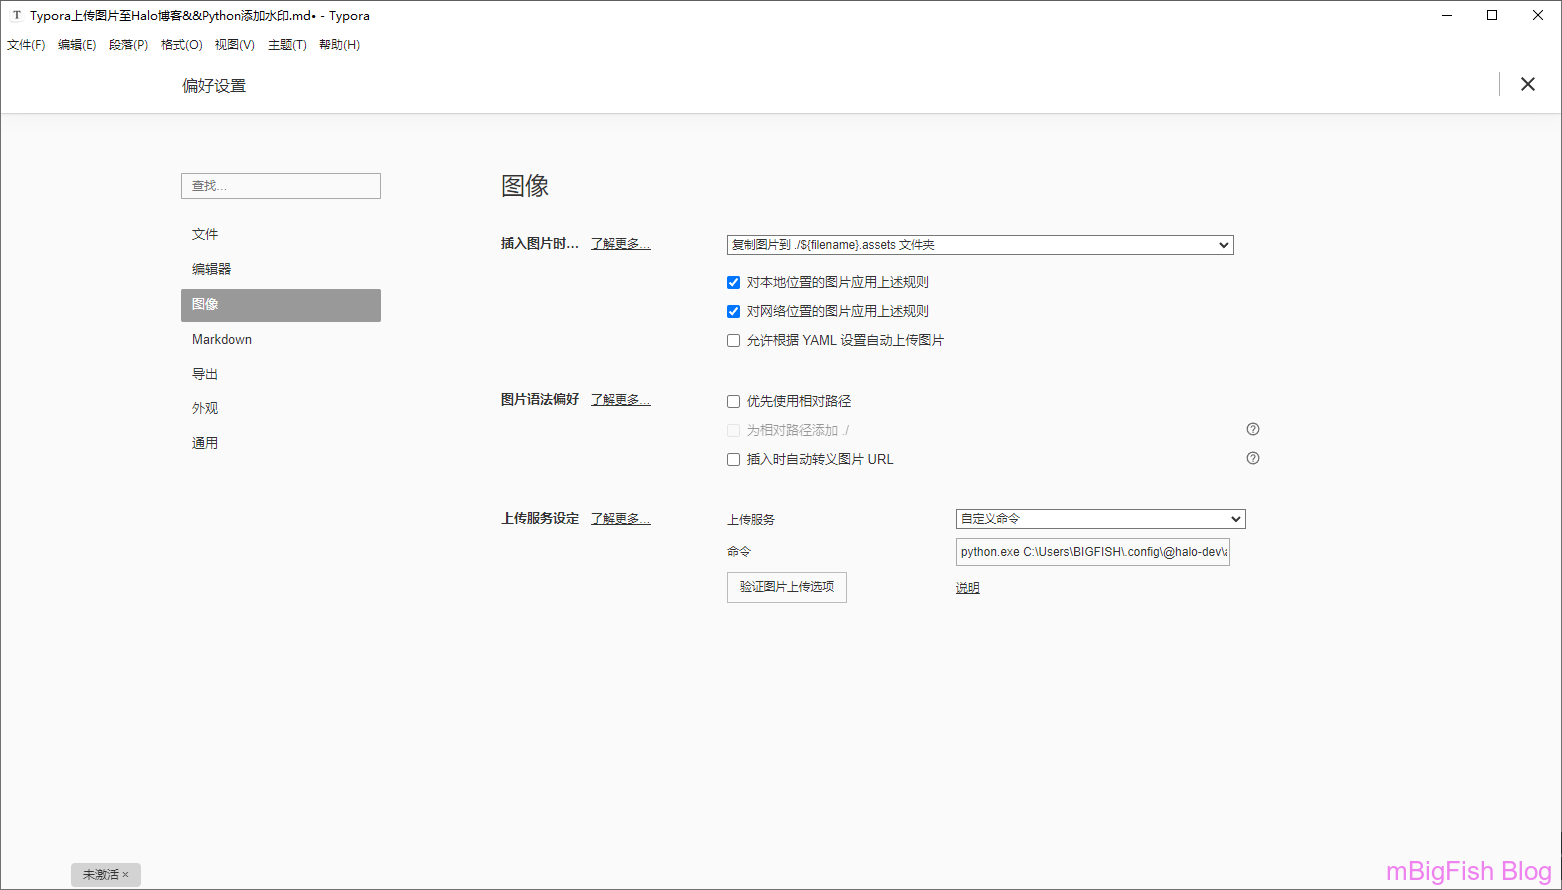 Typora上传图片至Halo博客&&Python添加水印.md• - Typora
文件(F) 编辑(E) 段落(P) 格式(O) 视图(V) 主题(T) 帮助(H)
偏好设置
查找...
文件
编辑器
图像
Markdown
导出
外观
通用
图像
插入图片时... 了解更多... 复制图片到 ./${filename}.assets 文件夹
对本地位置的图片应用上述规则
对网络位置的图片应用上述规则
允许根据 YAML 设置自动上传图片
图片语法偏好 了解更多... 优先使用相对路径
为相对路径添加 ./
插入时自动转义图片 URL
上传服务设定 了解更多... 上传服务 自定义命令
命令 python.exe C:\Users\BIGFISH\.config\@halo-dev\
验证图片上传选项 说明
未激活 ×
mBigFish Blog